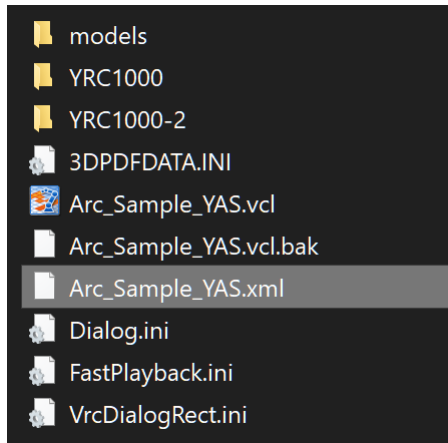 models
YRC1000
YRC1000-2
3DPDFDATA.INI
Arc_Sample_YAS.vcl
Arc_Sample_YAS.vcl.bak
Arc_Sample_YAS.xml
Dialog.ini
FastPlayback.ini
VrcDialogRect.ini